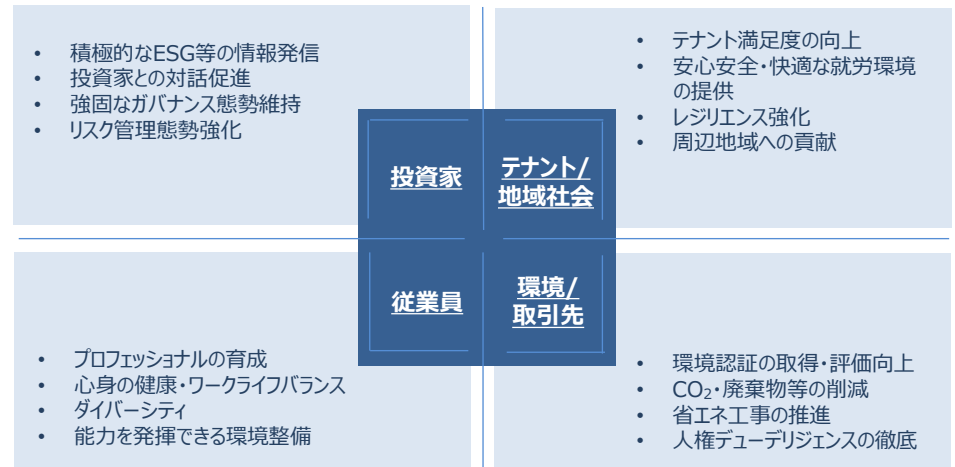 • 積極的なESG等の情報発信
• 投資家との対話促進
• 強固なガバナンス態勢維持
• リスク管理態勢強化
• テナント満足度の向上
• 安心安全・快適な就労環境
の提供
• レジリエンス強化
• 周辺地域への貢献
投資家
テナント/
地域社会
従業員
環境/
取引先
• プロフェッショナルの育成
• 心身の健康・ワークライフバランス
• ダイバーシティ
• 能力を発揮できる環境整備
• 環境認証の取得・評価向上
• CO₂・廃棄物等の削減
• 省エネ工事の推進
• 人権デューデリジェンスの徹底